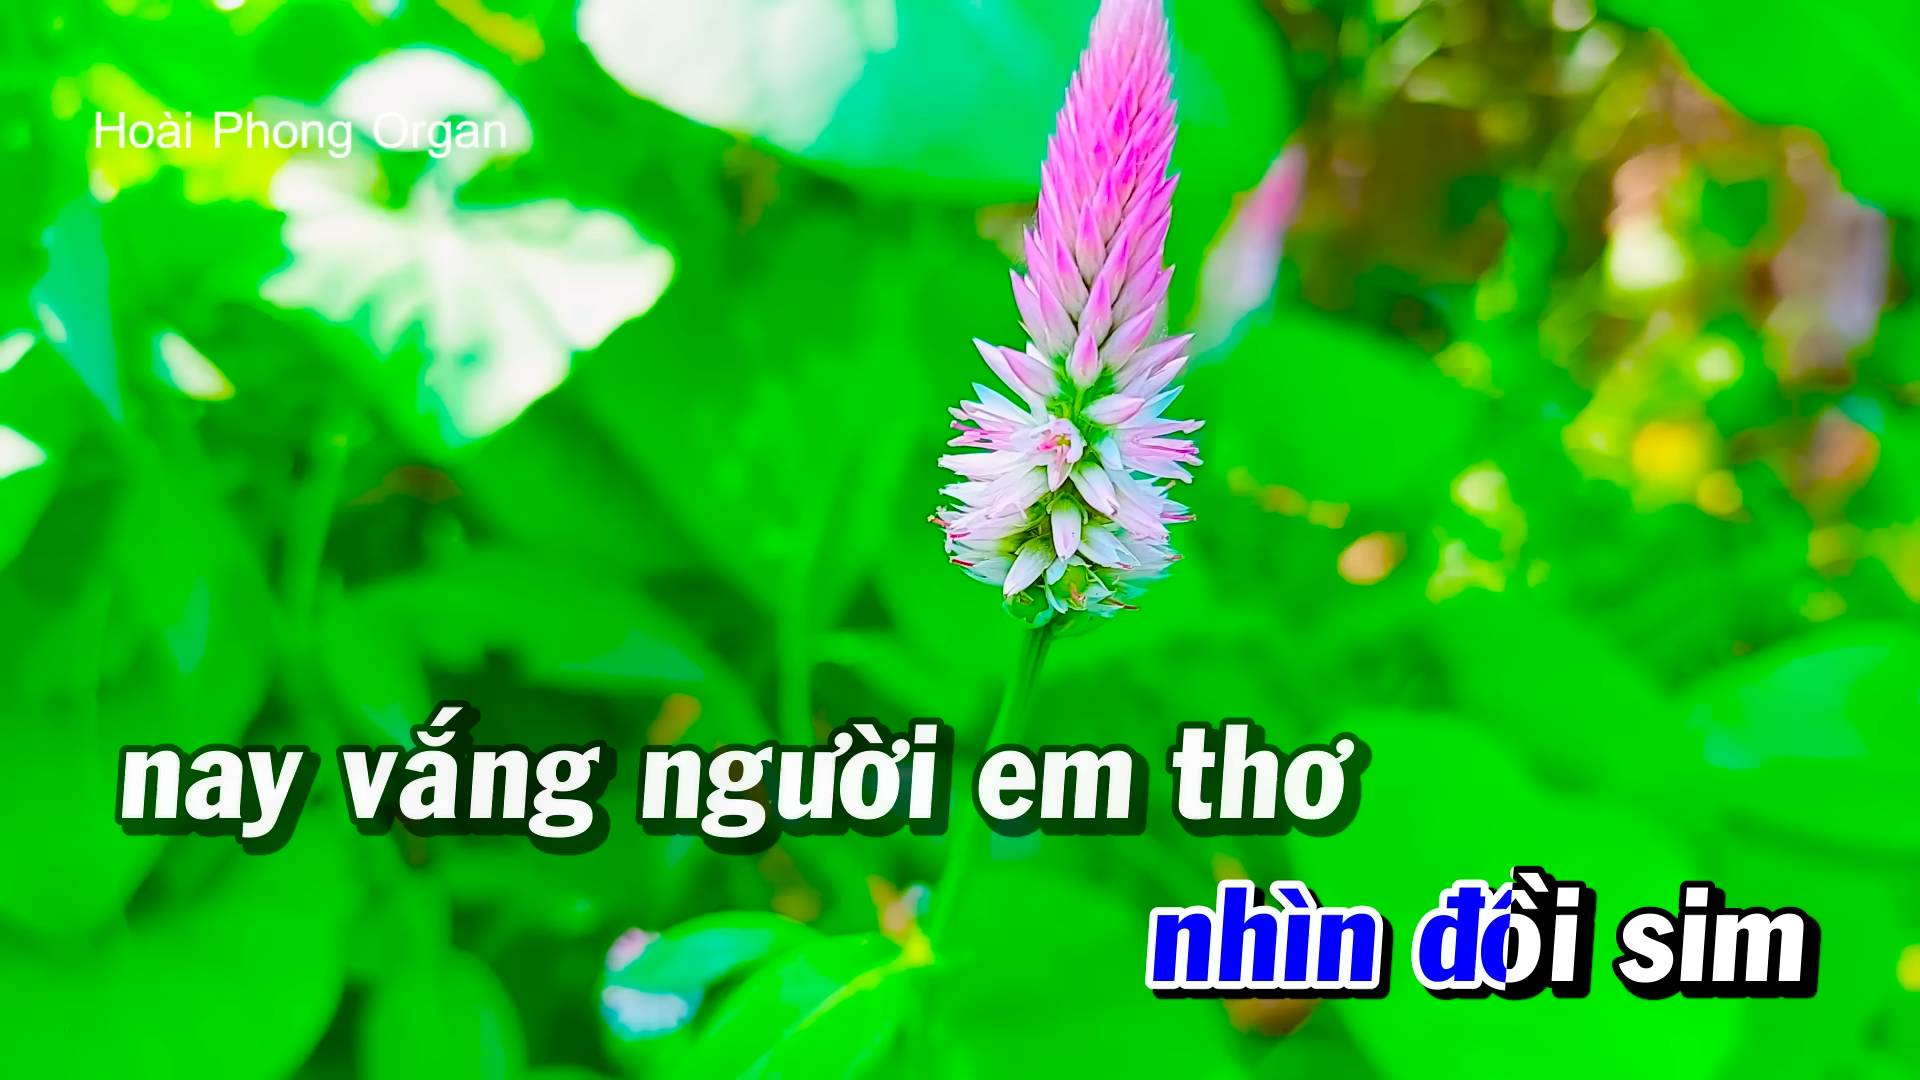 Hoài Phong Organ
nay vắng người em thơ
nhìn đồi sim